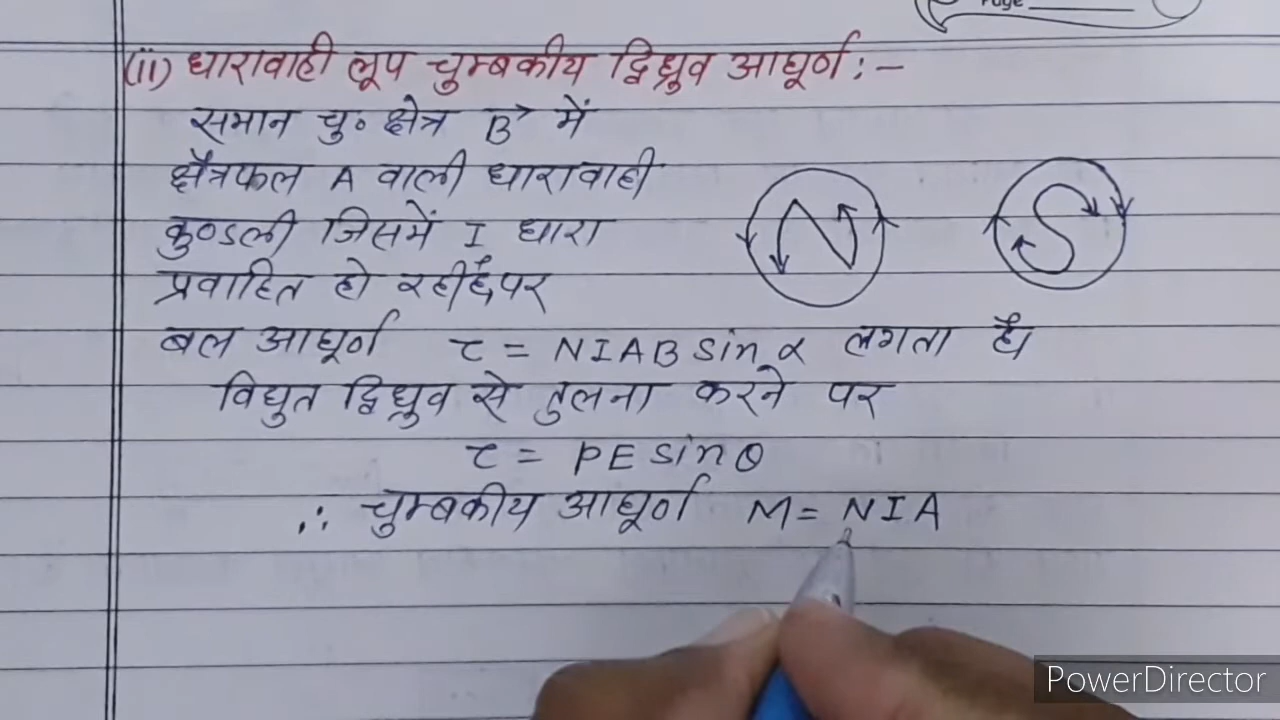 Page
(ii) धारावाही लूप चुम्बकीय द्विध्रुव आघूर्ण :-
समान चु॰ क्षेत्र B→ में
क्षैत्रफल A वाली धारावाही
कुण्डली जिसमें I धारा
प्रवाहित हो रही है, पर
N S
बल आघूर्ण τ = NIAB sin α लगता है।
विधुत द्विध्रुव से तुलना करने पर
τ = PE sin θ
∴ चुम्बकीय आघूर्ण M = NIA
PowerDirector